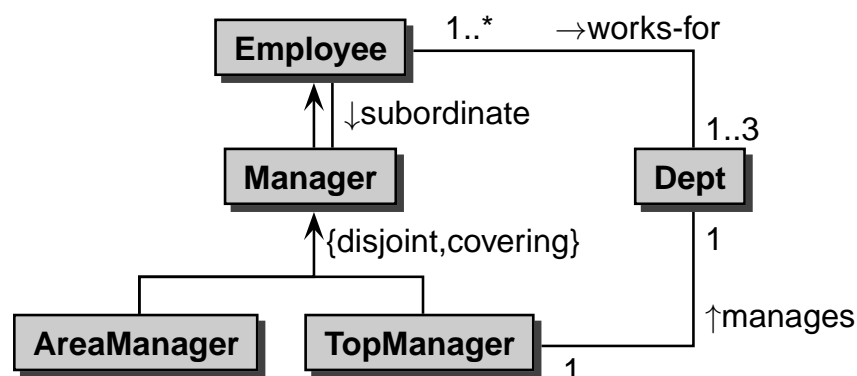 Employee
1..* →works-for
↓subordinate
1..3
Manager
Dept
{disjoint,covering}
1
↑manages
AreaManager
TopManager
1